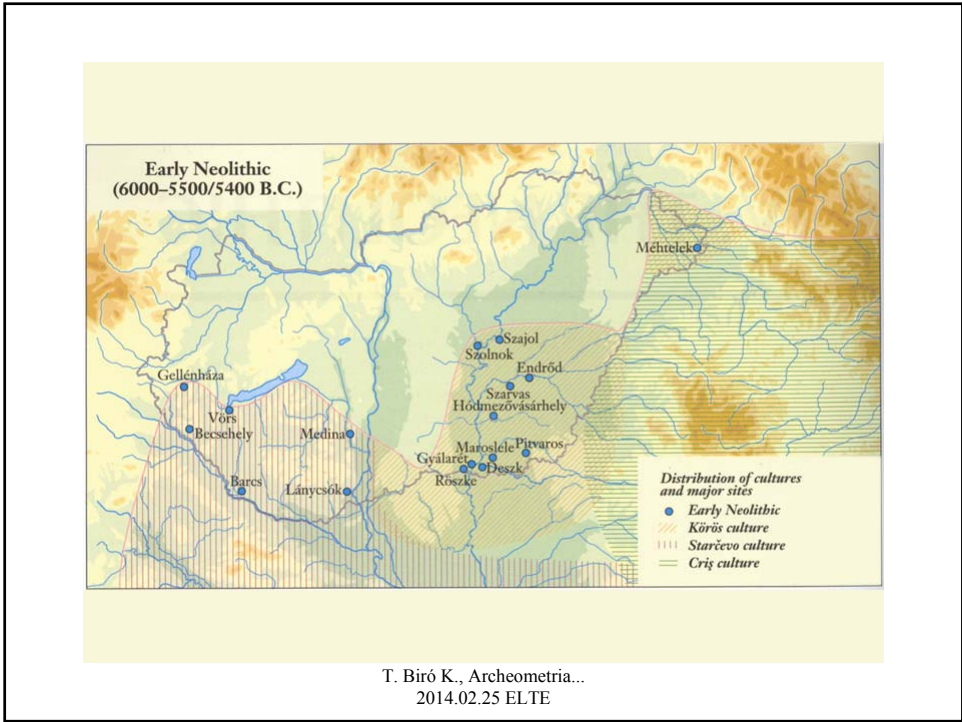 Early Neolithic
(6000–5500/5400 B.C.)
Méhtelek
Szajol
Szolnok
Endrőd
Gellénháza
Szarvas
Hódmezővásárhely
Vörs
Becsehely
Medina
Maroslele
Pitvaros
Gyálarét
Deszk
Röszke
Barcs
Lánycsók
Distribution of cultures
and major sites
Early Neolithic
Körös culture
Starčevo culture
Criş culture
T. Biró K., Archeometria...
2014.02.25 ELTE